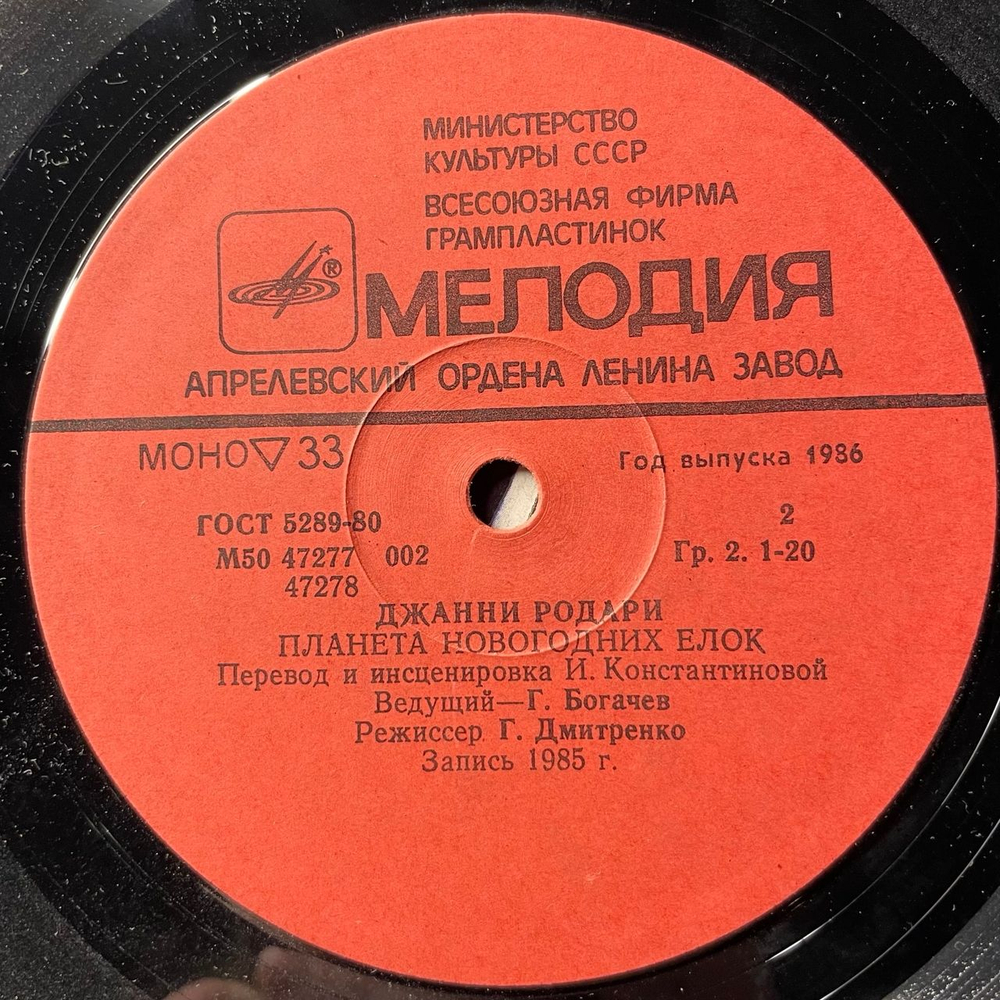 МИНИСТЕРСТВО
КУЛЬТУРЫ СССР
ВСЕСОЮЗНАЯ ФИРМА
ГРАМПЛАСТИНОК
®
МЕЛОДИЯ
АПРЕЛЕВСКИЙ ОРДЕНА ЛЕНИНА ЗАВОД
МОНО▽33
Год выпуска 1986
ГОСТ 5289-80
2
М50 47277 002
Гр. 2. 1-20
47278
ДЖАННИ РОДАРИ
ПЛАНЕТА НОВОГОДНИХ ЕЛОК
Перевод и инсценировка И. Константиновой
Ведущий—Г. Богачев
Режиссер Г. Дмитренко
Запись 1985 г.